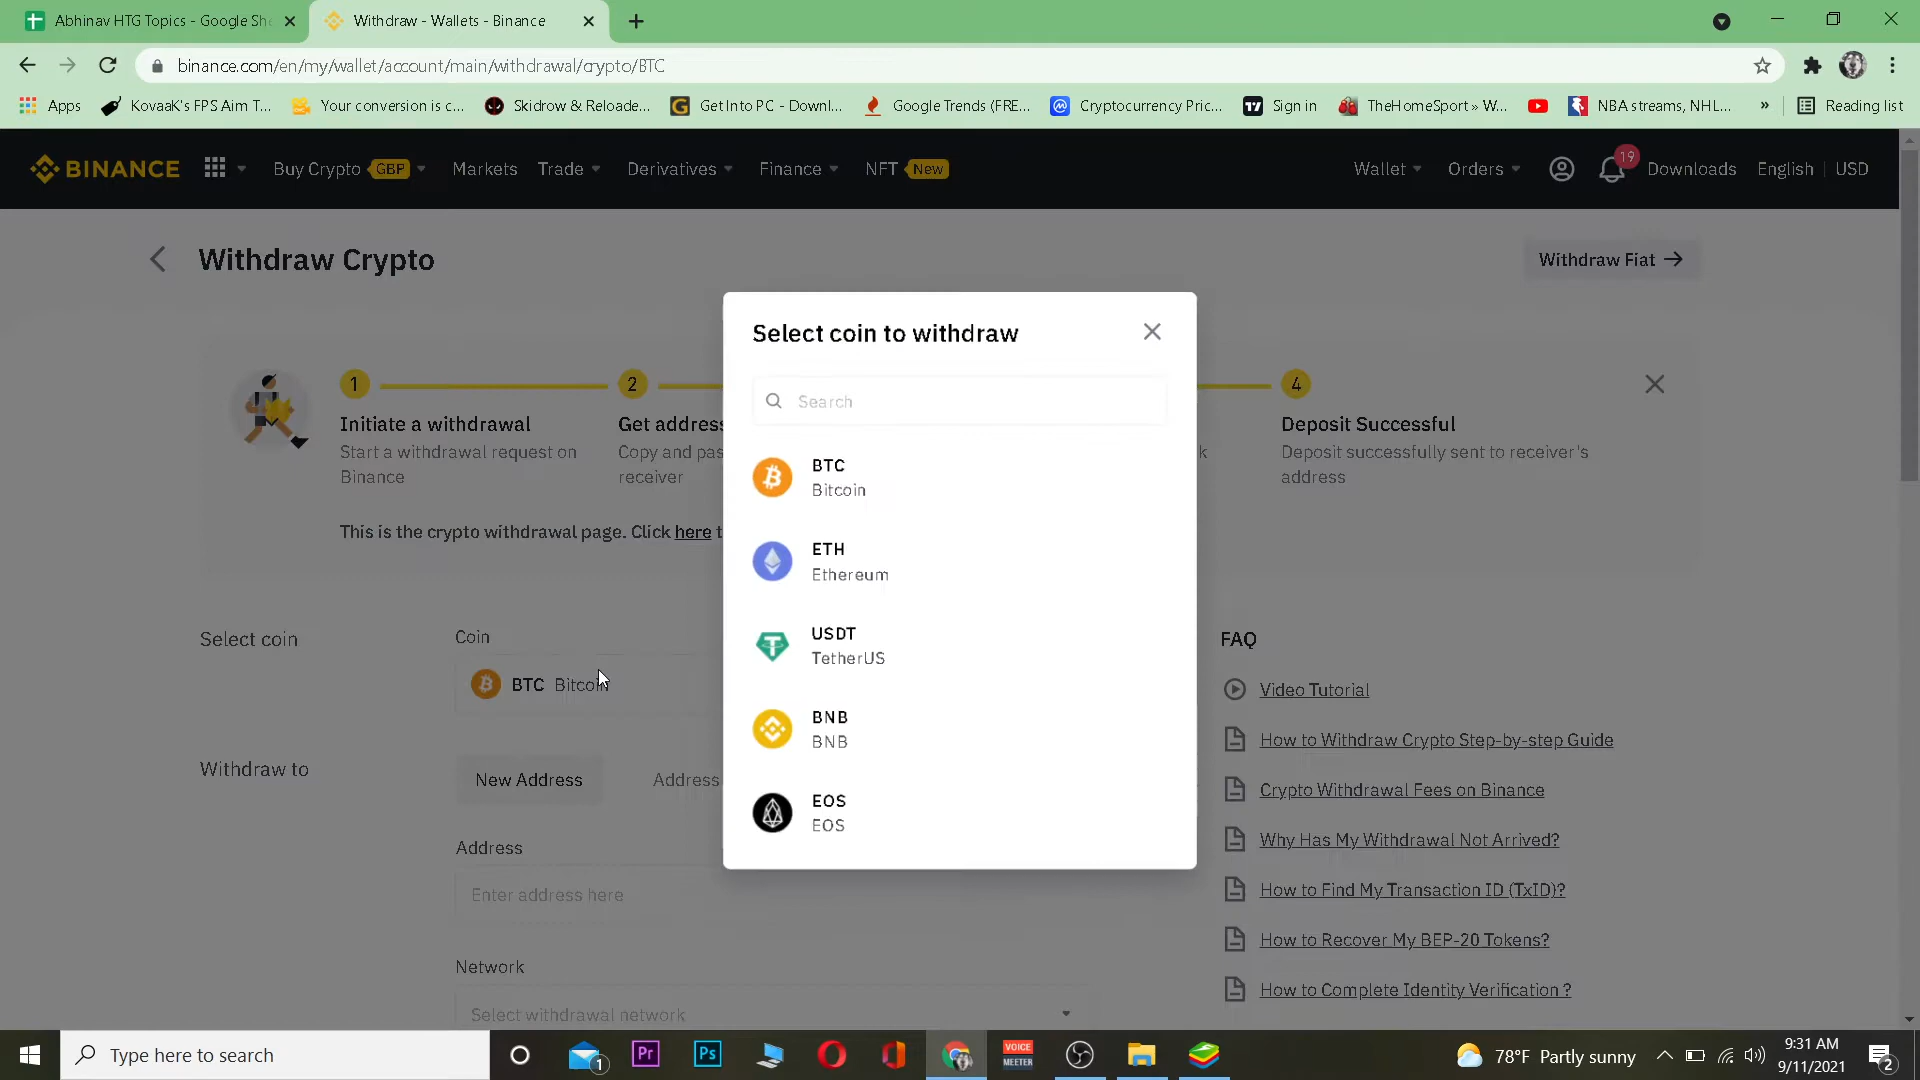 Abhinav HTG Topics - Google She
Withdraw - Wallets - Binance
binance.com/en/my/wallet/account/main/withdrawal/crypto/BTC
Apps KovaaK's FPS Aim T... Your conversion is c... Skidrow & Reloade... Get Into PC - Downl... Google Trends (FRE... Cryptocurrency Pric... Sign in TheHomeSport » W... NBA streams, NHL... » Reading list
BINANCE Buy Crypto GBP Markets Trade Derivatives Finance NFT New Wallet Orders 19 Downloads English | USD
Withdraw Crypto
Withdraw Fiat →
1
Initiate a withdrawal
Start a withdrawal request on
Binance
2
Get address
Copy and pas
receiver
k
4
Deposit Successful
Deposit successfully sent to receiver's
address
This is the crypto withdrawal page. Click here t
Select coin to withdraw
Search
BTC
Bitcoin
ETH
Ethereum
USDT
TetherUS
BNB
BNB
EOS
EOS
Select coin
Coin
BTC Bitcoin
Withdraw to
New Address
Address
Address
Enter address here
Network
Select withdrawal network
FAQ
Video Tutorial
How to Withdraw Crypto Step-by-step Guide
Crypto Withdrawal Fees on Binance
Why Has My Withdrawal Not Arrived?
How to Find My Transaction ID (TxID)?
How to Recover My BEP-20 Tokens?
How to Complete Identity Verification ?
Type here to search
1
Pr
Ps
VOICE
MEETER
78°F Partly sunny
9:31 AM
9/11/2021
2